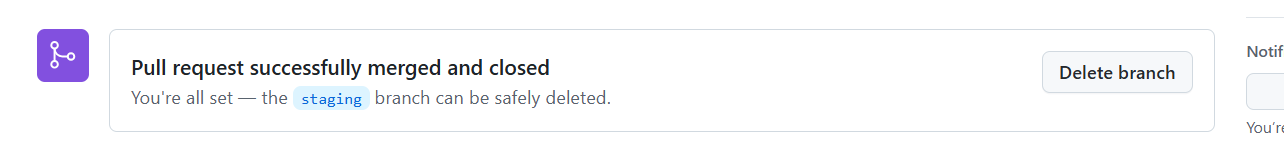 Pull request successfully merged and closed
Delete branch
You're all set — the staging branch can be safely deleted.